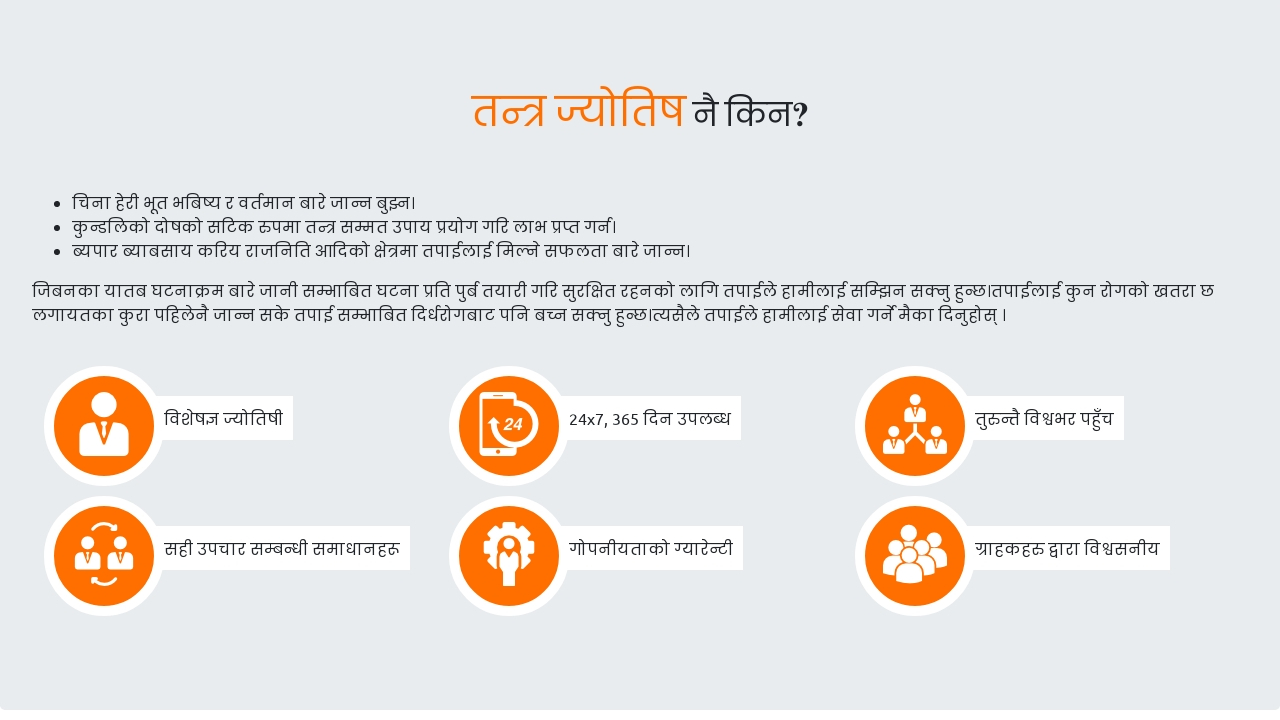 तन्त्र ज्योतिष नै किन?
चिना हेरी भूत भबिष्य र वर्तमान बारे जान्न बुझ्न।
कुन्डलिको दोषको सटिक रुपमा तन्त्र सम्मत उपाय प्रयोग गरि लाभ प्रप्त गर्न।
ब्यपार ब्याबसाय करिय राजनिति आदिको क्षेत्रमा तपाईलाई मिल्ने सफलता बारे जान्न।
जिबनका यातब घटनाक्रम बारे जानी सम्भाबित घटना प्रति पुर्ब तयारी गरि सुरक्षित रहनको लागि तपाईले हामीलाई सम्झिन सक्नु हुन्छ।तपाईलाई कुन रोगको खतरा छ
लगायतका कुरा पहिलेनै जान्न सके तपाई सम्भाबित दिर्धरोगबाट पनि बच्न सक्नु हुन्छ।त्यसैले तपाईले हामीलाई सेवा गर्ने मैका दिनुहोस् ।
विशेषज्ञ ज्योतिषी
24
24x7, 365 दिन उपलब्ध
तुरुन्तै विश्वभर पहुँच
सही उपचार सम्बन्धी समाधानहरू
गोपनीयताको ग्यारेन्टी
ग्राहकहरु द्वारा विश्वसनीय